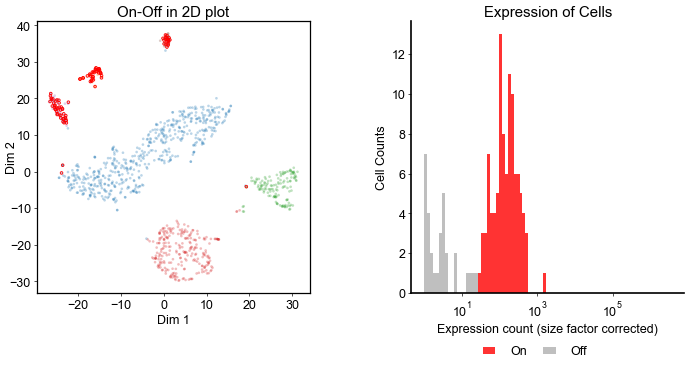 On-Off in 2D plot
40
30
20
10
0
−10
−20
−30
Dim 2
−20 −10 0 10 20 30
Dim 1
Expression of Cells
12
10
8
6
4
2
0
Cell Counts
10^1 10^3 10^5
Expression count (size factor corrected)
On Off